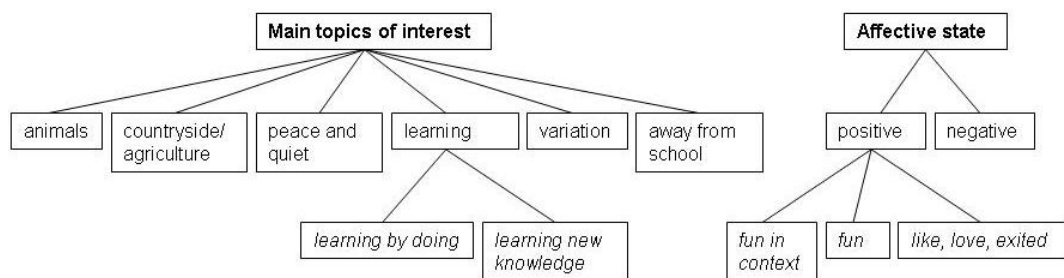 Main topics of interest
Affective state
animals
countryside/
agriculture
peace and
quiet
learning
variation
away from
school
positive
negative
learning by doing
learning new
knowledge
fun in
context
fun
like, love, exited